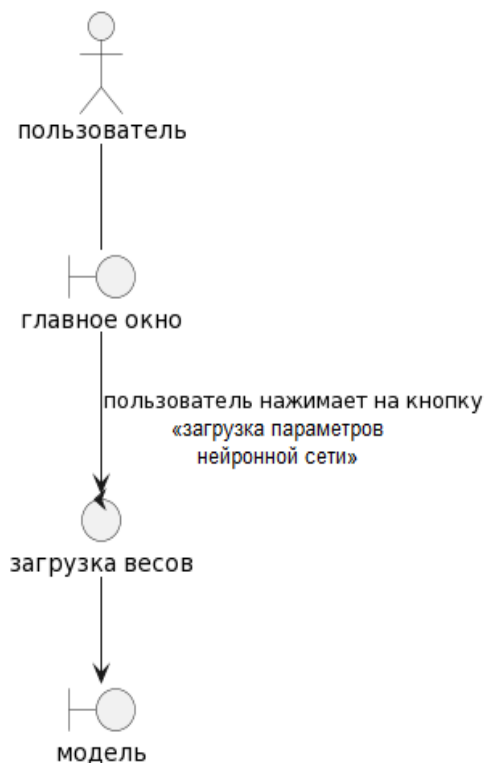 пользователь
главное окно
пользователь нажимает на кнопку
«загрузка параметров
нейронной сети»
загрузка весов
модель